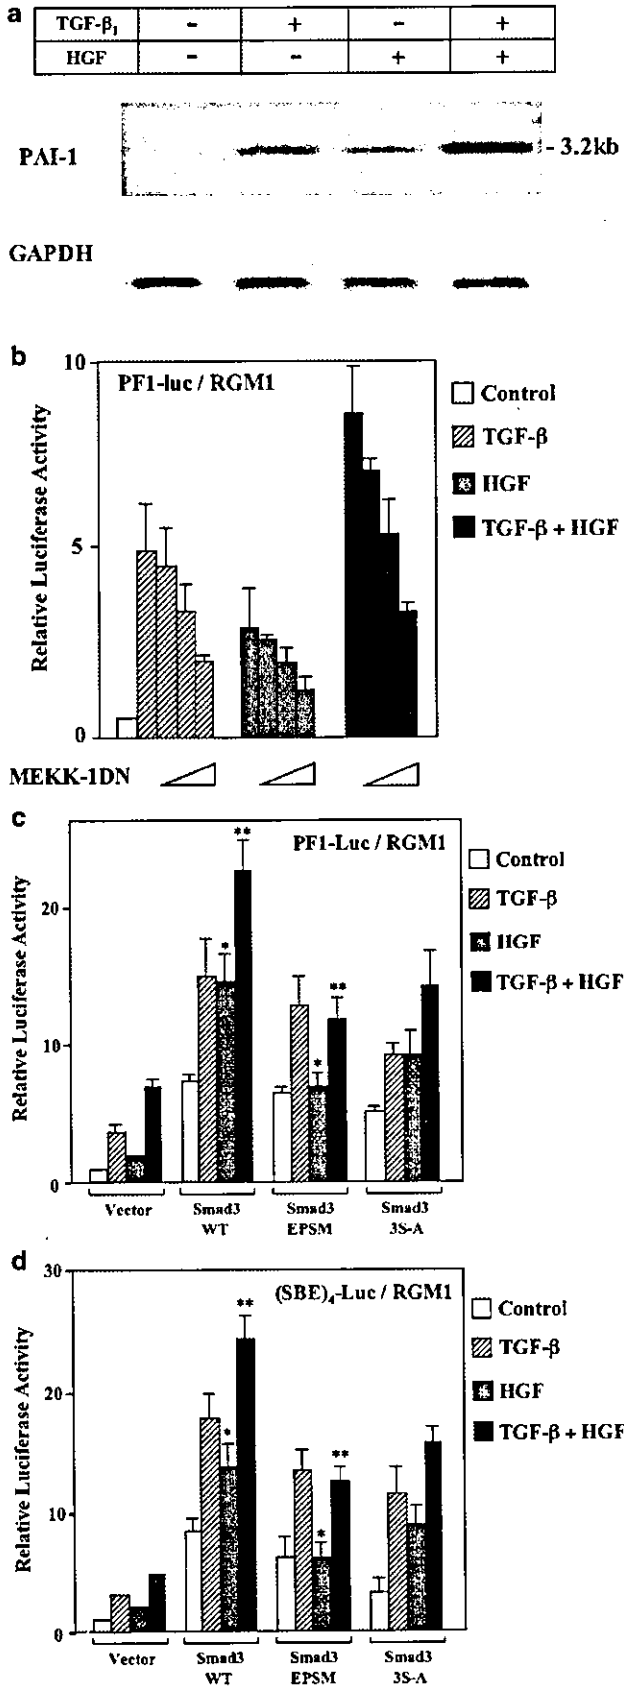 a
TGF-β₁ - + - +
HGF - - + +
PAI-1
- 3.2kb
GAPDH
b
PF1-luc / RGM1
Relative Luciferase Activity
10
5
0
Control
TGF-β
HGF
TGF-β + HGF
MEKK-1DN
c
PF1-Luc / RGM1
Relative Luciferase Activity
20
10
0
* **
* **
Control
TGF-β
HGF
TGF-β + HGF
Vector Smad3 Smad3 Smad3
WT EPSM 3S-A
d
(SBE)₄-Luc / RGM1
Relative Luciferase Activity
30
20
10
0
* **
* **
Control
TGF-β
HGF
TGF-β + HGF
Vector Smad3 Smad3 Smad3
WT EPSM 3S-A